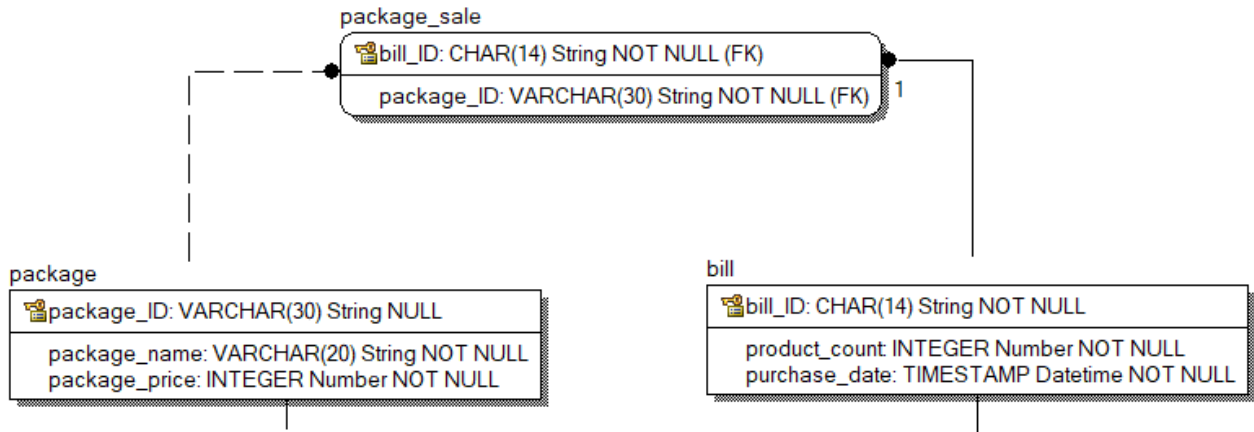 package_sale
bill_ID: CHAR(14) String NOT NULL (FK)
package_ID: VARCHAR(30) String NOT NULL (FK)
1
package
package_ID: VARCHAR(30) String NULL
package_name: VARCHAR(20) String NOT NULL
package_price: INTEGER Number NOT NULL
bill
bill_ID: CHAR(14) String NOT NULL
product_count: INTEGER Number NOT NULL
purchase_date: TIMESTAMP Datetime NOT NULL